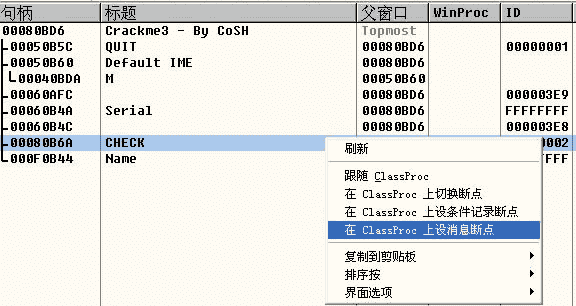 句柄 标题 父窗口 WinProc ID
00080BD6 Crackme3 - By CoSH Topmost
00050B5C QUIT 00080BD6 00000001
00050B60 Default IME 00080BD6
00040BDA M 00050B60
00060AFC 00080BD6 000003E9
00060B4A Serial 00080BD6 FFFFFFFF
00060B4C 00080BD6 000003E8
00080B6A CHECK 0002
000F0B44 Name FFF
刷新
跟随 ClassProc
在 ClassProc 上切换断点
在 ClassProc 上设条件记录断点
在 ClassProc 上设消息断点
复制到剪贴板
排序按
界面选项